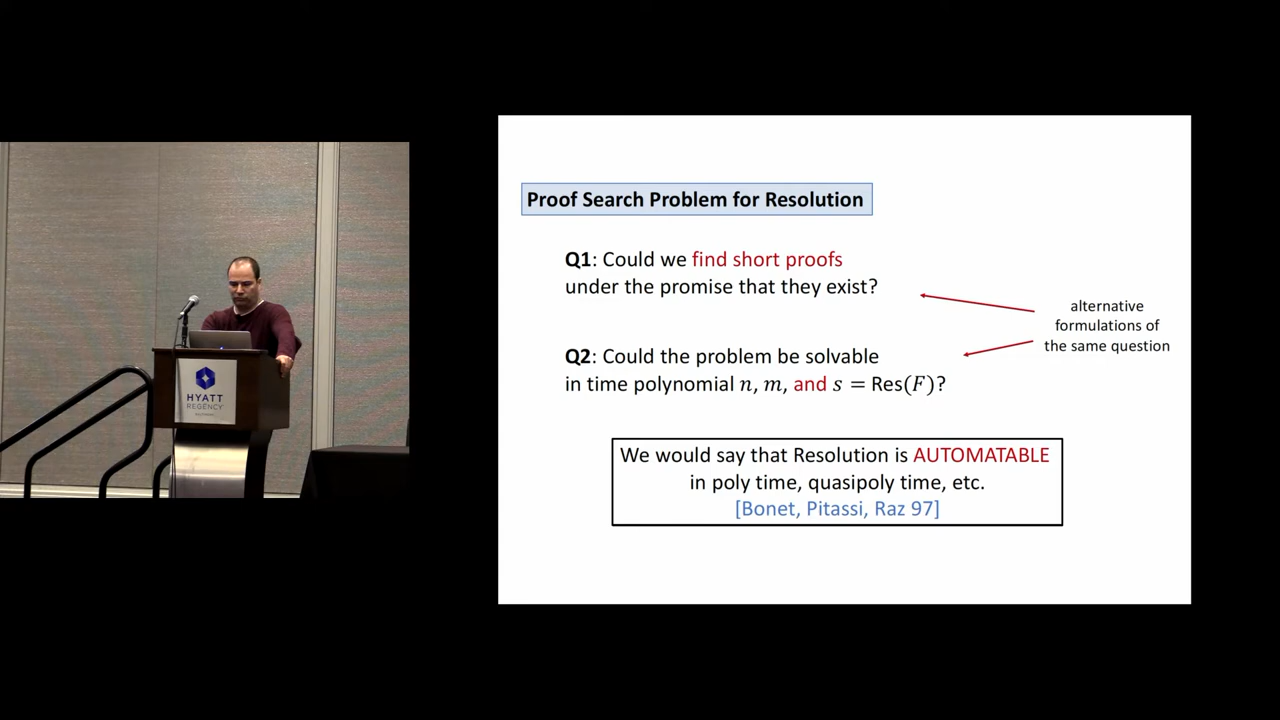 Proof Search Problem for Resolution
Q1: Could we find short proofs
under the promise that they exist?
alternative
formulations of
the same question
Q2: Could the problem be solvable
in time polynomial n, m, and s = Res(F)?
We would say that Resolution is AUTOMATABLE
in poly time, quasipoly time, etc.
[Bonet, Pitassi, Raz 97]
HYATT
REGENCY